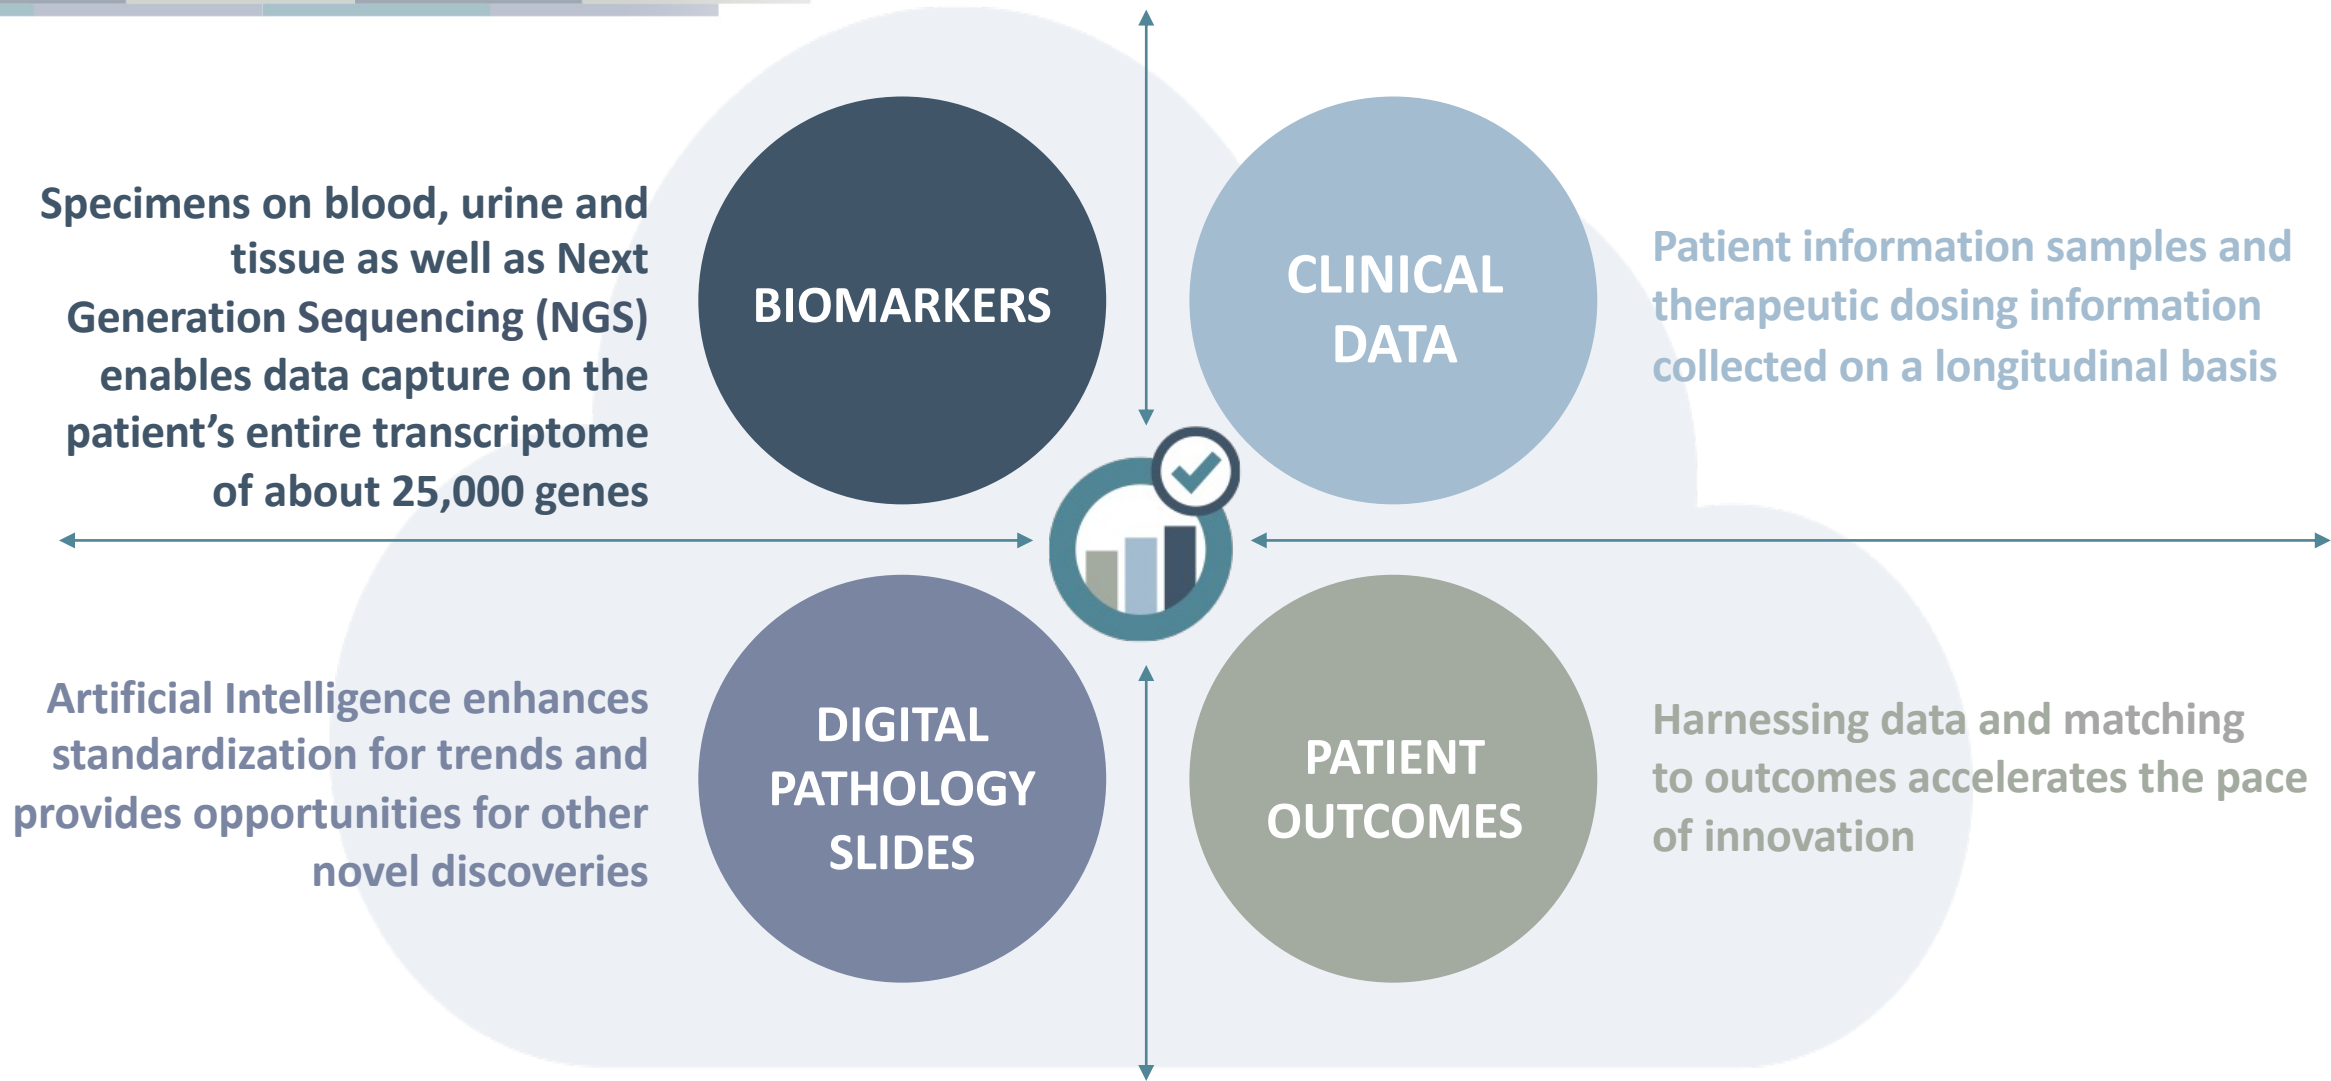 Specimens on blood, urine and
tissue as well as Next
Generation Sequencing (NGS)
enables data capture on the
patient’s entire transcriptome
of about 25,000 genes
BIOMARKERS
CLINICAL
DATA
Patient information samples and
therapeutic dosing information
collected on a longitudinal basis
Artificial Intelligence enhances
standardization for trends and
provides opportunities for other
novel discoveries
DIGITAL
PATHOLOGY
SLIDES
PATIENT
OUTCOMES
Harnessing data and matching
to outcomes accelerates the pace
of innovation